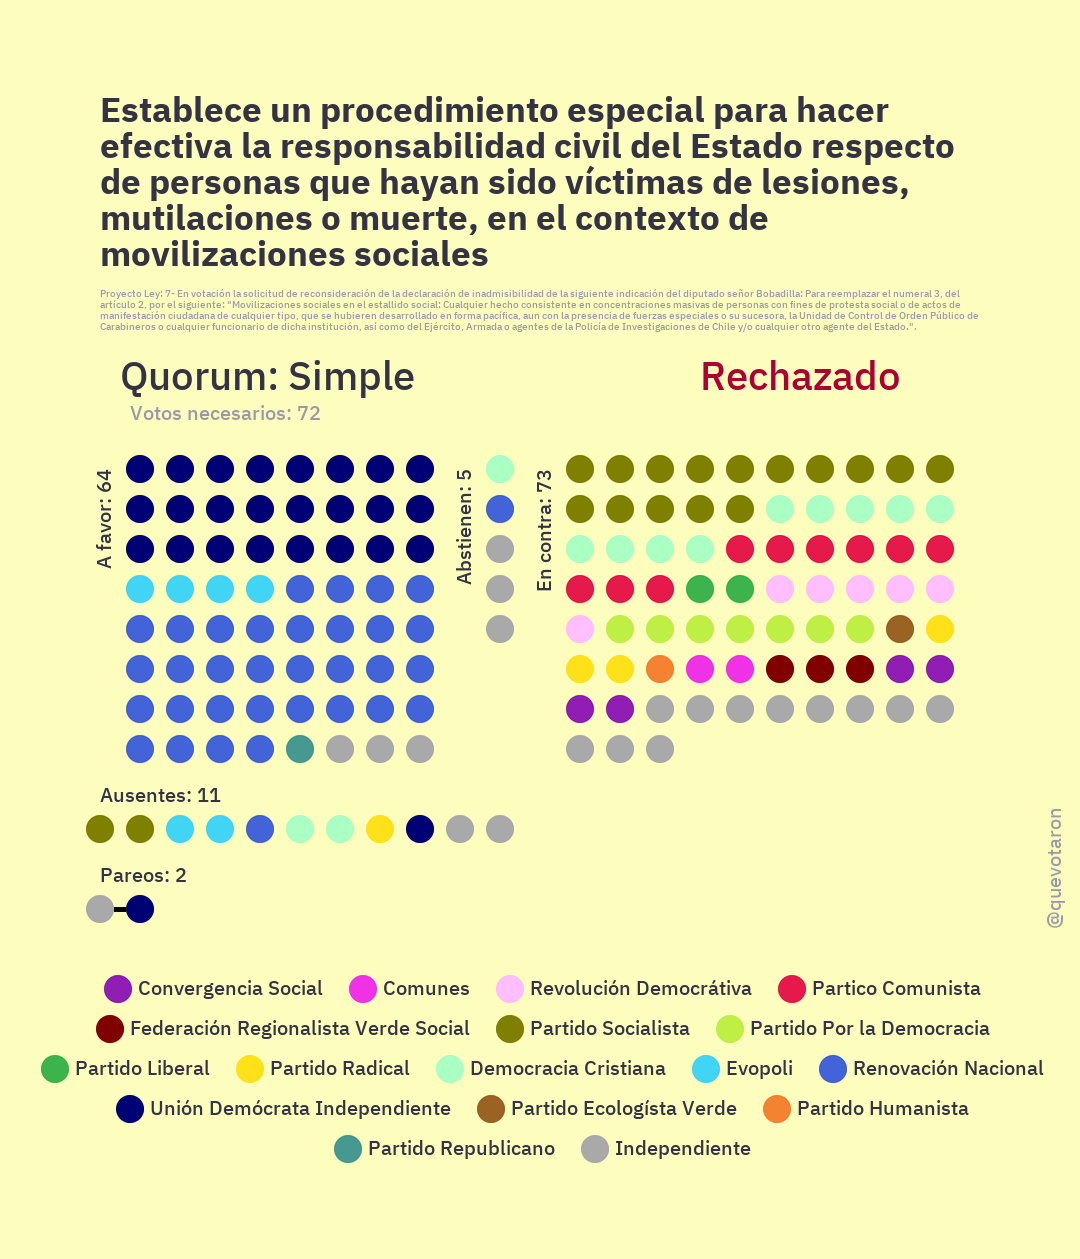 Establece un procedimiento especial para hacer
efectiva la responsabilidad civil del Estado respecto
de personas que hayan sido víctimas de lesiones,
mutilaciones o muerte, en el contexto de
movilizaciones sociales
Proyecto Ley: 7- En votación la solicitud de reconsideración de la declaración de inadmisibilidad de la siguiente indicación del diputado señor Bobadilla: Para reemplazar el numeral 3, del
artículo 2, por el siguiente: "Movilizaciones sociales en el estallido social: Cualquier hecho consistente en concentraciones masivas de personas con fines de protesta social o de actos de
manifestación ciudadana de cualquier tipo, que se hubieren desarrollado en forma pacífica, aun con la presencia de fuerzas especiales o su sucesora, la Unidad de Control de Orden Público de
Carabineros o cualquier funcionario de dicha institución, así como del Ejército, Armada o agentes de la Policía de Investigaciones de Chile y/o cualquier otro agente del Estado.".
Quorum: Simple
Rechazado
Votos necesarios: 72
A favor: 64
Abstienen: 5
En contra: 73
Ausentes: 11
Pareos: 2
@quevotaron
Convergencia Social Comunes Revolución Democrátiva Partico Comunista
Federación Regionalista Verde Social Partido Socialista Partido Por la Democracia
Partido Liberal Partido Radical Democracia Cristiana Evopoli Renovación Nacional
Unión Demócrata Independiente Partido Ecologísta Verde Partido Humanista
Partido Republicano Independiente